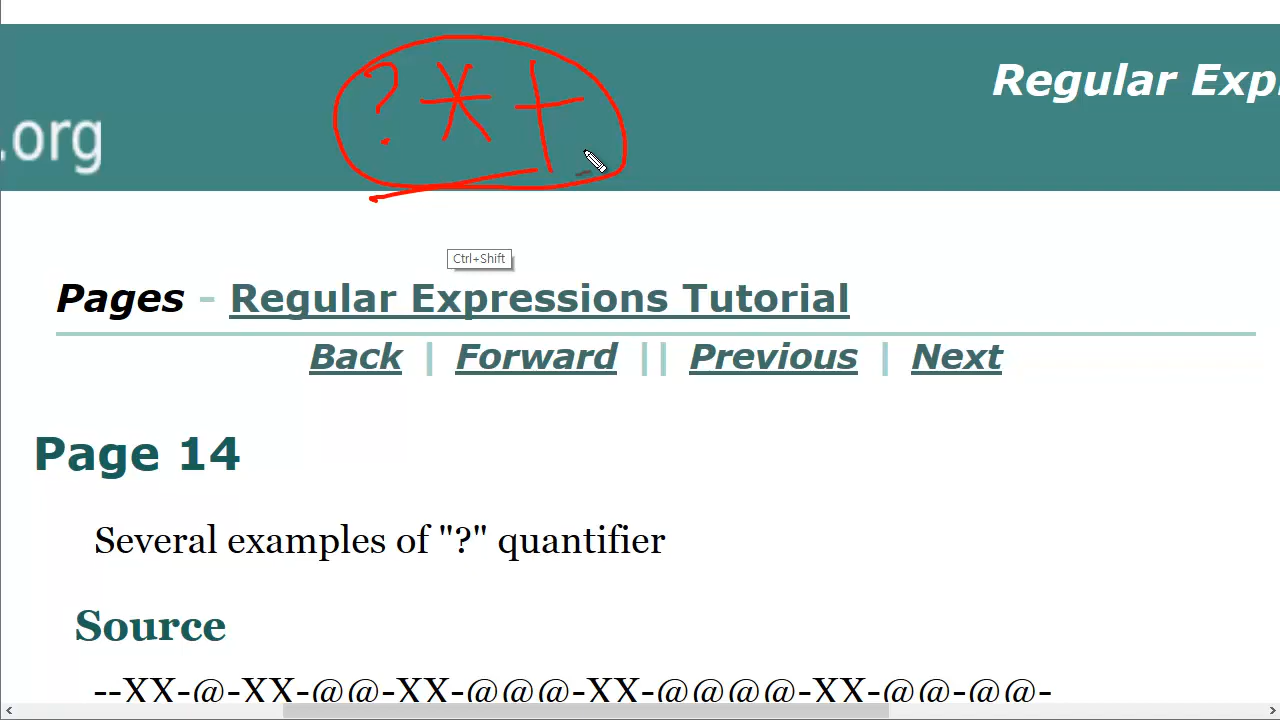 Regular Exp
.org
? * +
Ctrl+Shift
Pages - Regular Expressions Tutorial
Back | Forward || Previous | Next
Page 14
Several examples of "?" quantifier
Source
--XX-@-XX-@@-XX-@@@-XX-@@@@-XX-@@-@@-